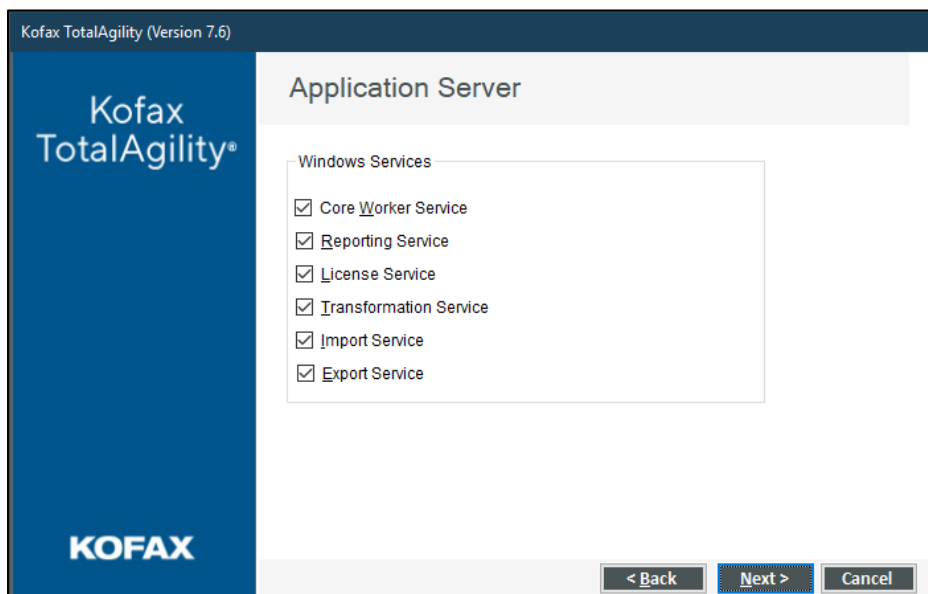 Kofax TotalAgility (Version 7.6)
Kofax
TotalAgility®
Application Server
Windows Services
Core Worker Service
Reporting Service
License Service
Transformation Service
Import Service
Export Service
KOFAX
< Back
Next >
Cancel